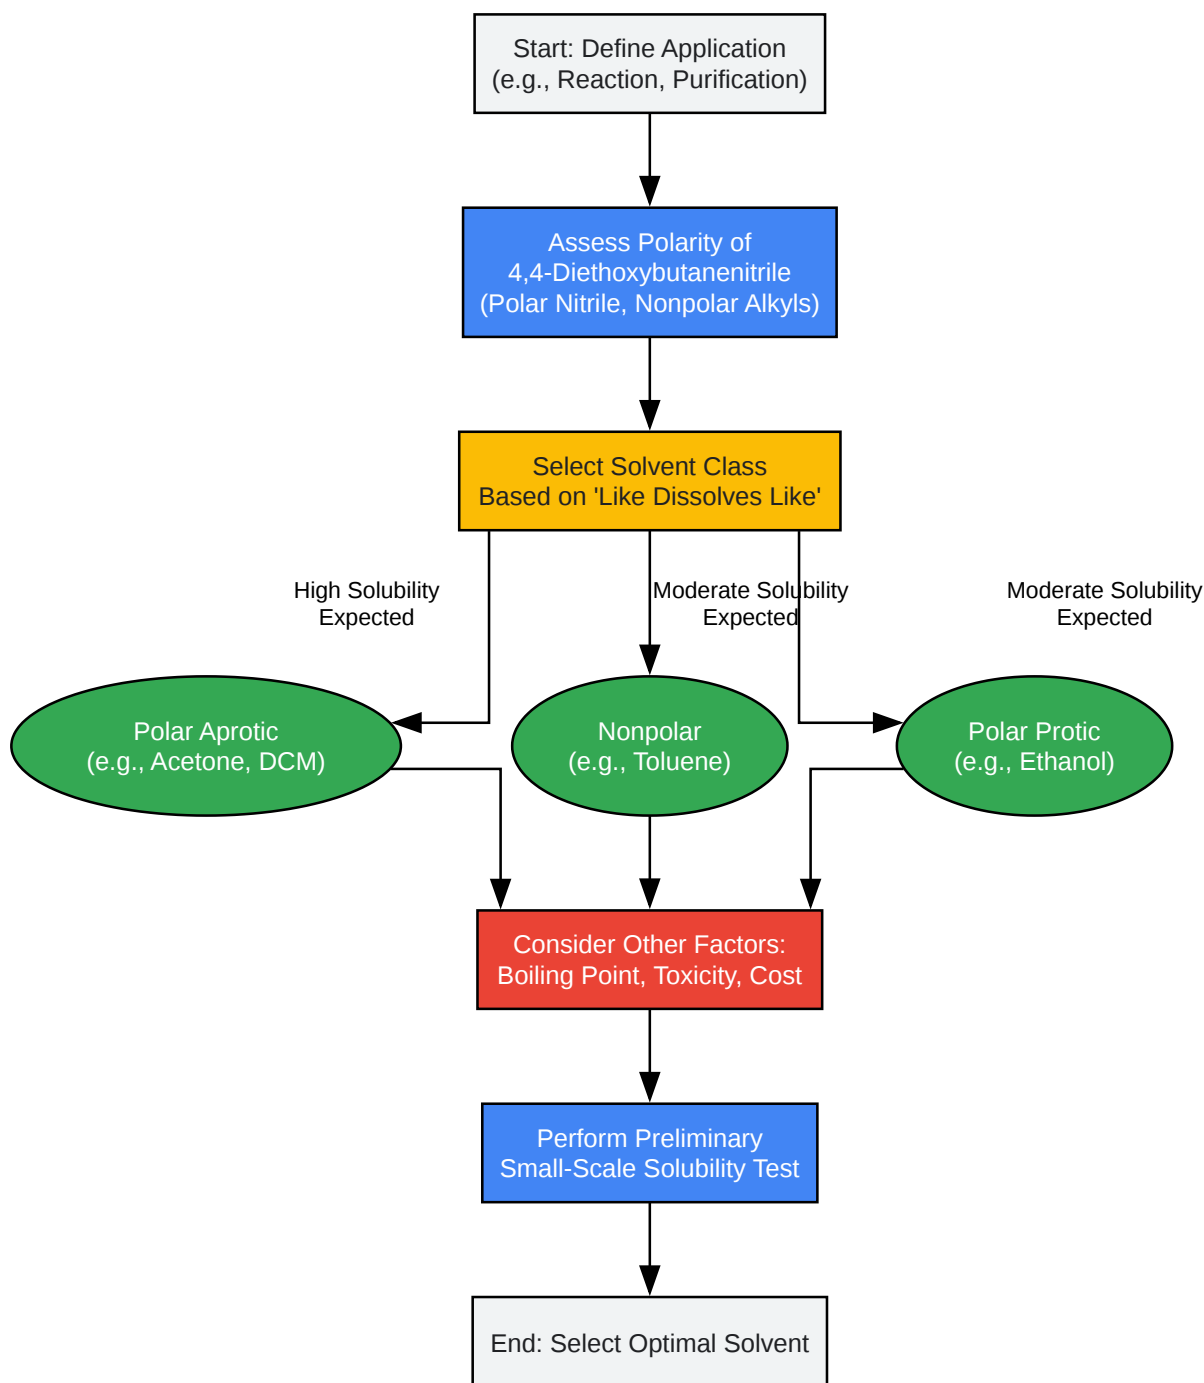 Start: Define Application
(e.g., Reaction, Purification)
Assess Polarity of
4,4-Diethoxybutanenitrile
(Polar Nitrile, Nonpolar Alkyls)
Select Solvent Class
Based on 'Like Dissolves Like'
High Solubility
Expected
Moderate Solubility
Expected
Moderate Solubility
Expected
Polar Aprotic
(e.g., Acetone, DCM)
Nonpolar
(e.g., Toluene)
Polar Protic
(e.g., Ethanol)
Consider Other Factors:
Boiling Point, Toxicity, Cost
Perform Preliminary
Small-Scale Solubility Test
End: Select Optimal Solvent